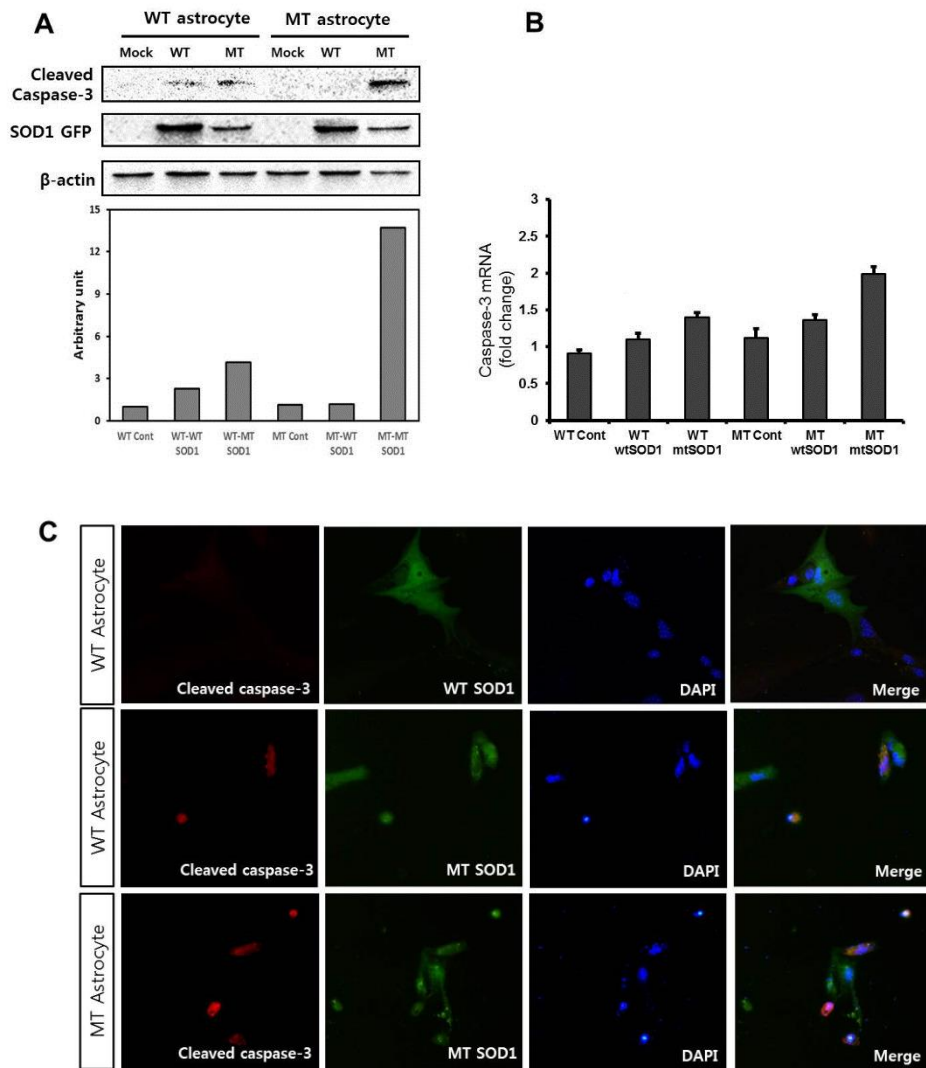 A
WT astrocyte MT astrocyte
Mock WT MT Mock WT MT
Cleaved
Caspase-3
SOD1 GFP
β-actin
15
12
9
6
3
0
Arbitrary unit
WT Cont WT-WT SOD1 WT-MT SOD1 MT Cont MT-WT SOD1 MT-MT SOD1
B
3
2.5
2
1.5
1
0.5
0
Caspase-3 mRNA
(fold change)
WT Cont WT wtSOD1 WT mtSOD1 MT Cont MT wtSOD1 MT mtSOD1
C
WT Astrocyte
Cleaved caspase-3 WT SOD1 DAPI Merge
WT Astrocyte
Cleaved caspase-3 MT SOD1 DAPI Merge
MT Astrocyte
Cleaved caspase-3 MT SOD1 DAPI Merge